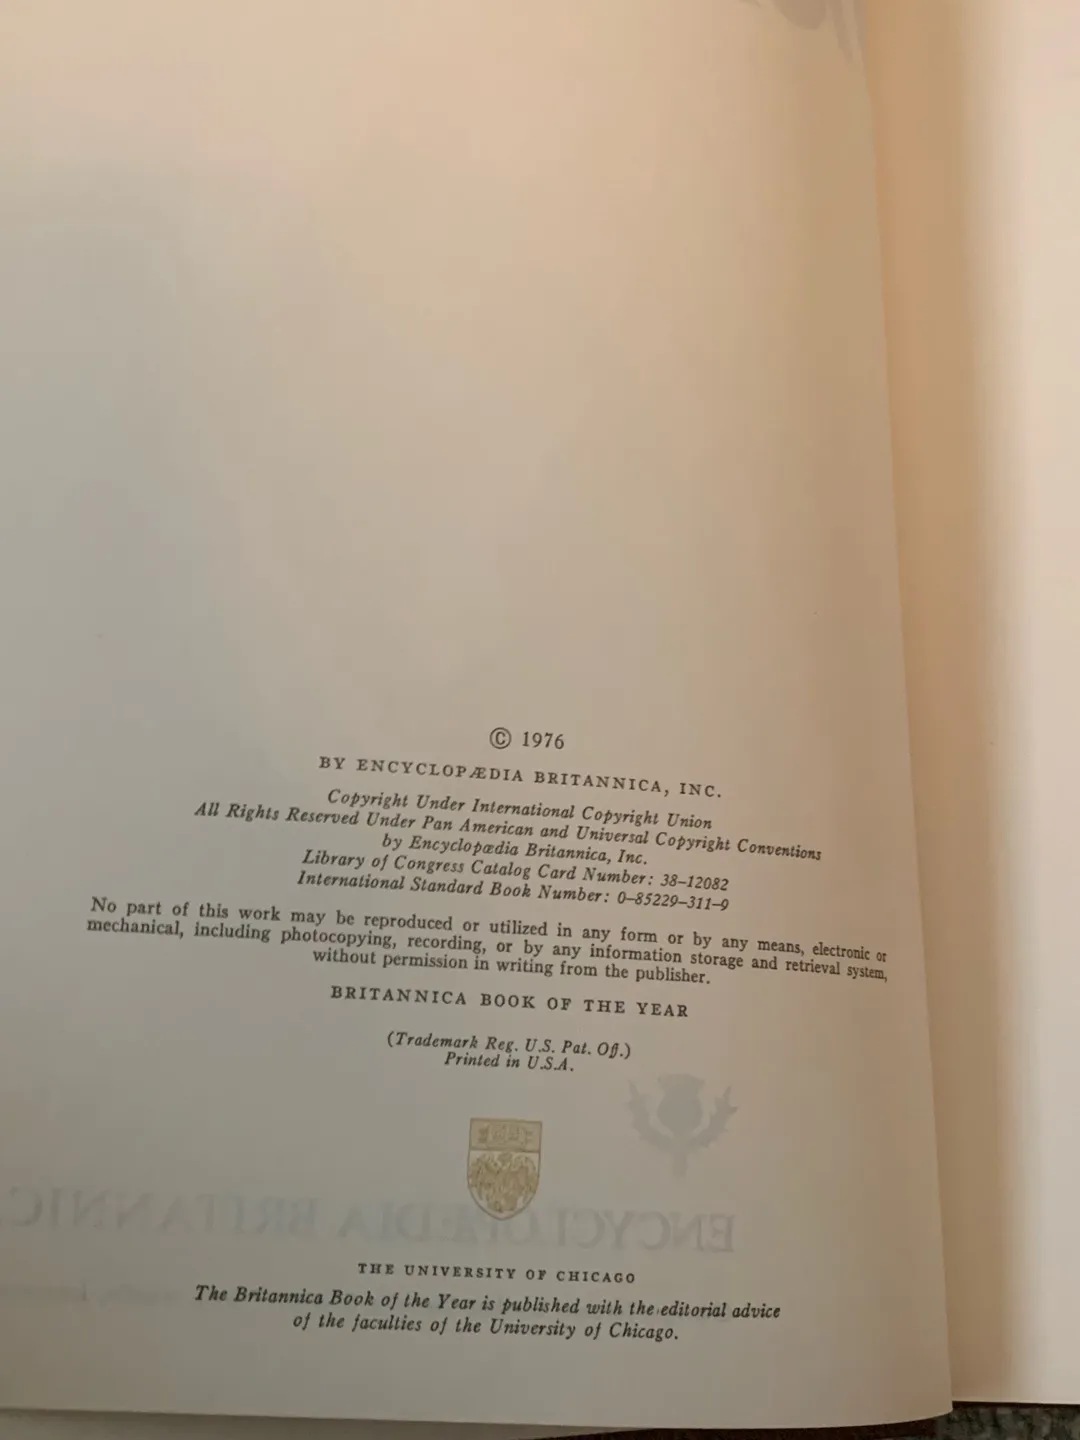 © 1976
BY ENCYCLOPÆDIA BRITANNICA, INC.
Copyright Under International Copyright Union
All Rights Reserved Under Pan American and Universal Copyright Conventions
by Encyclopædia Britannica, Inc.
Library of Congress Catalog Card Number: 38–12082
International Standard Book Number: 0–85229–311–9
No part of this work may be reproduced or utilized in any form or by any means, electronic or
mechanical, including photocopying, recording, or by any information storage and retrieval system,
without permission in writing from the publisher.
BRITANNICA BOOK OF THE YEAR
(Trademark Reg. U.S. Pat. Off.)
Printed in U.S.A.
ENCYCLOPÆDIA BRITANNIC
THE UNIVERSITY OF CHICAGO
The Britannica Book of the Year is published with the editorial advice
of the faculties of the University of Chicago.